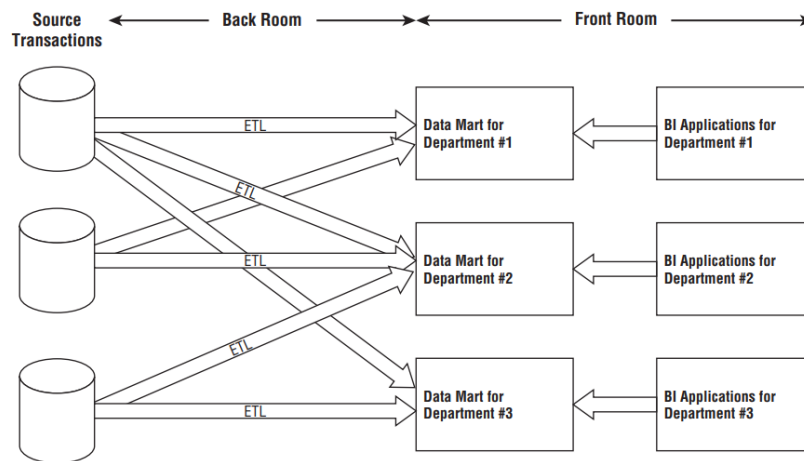 Source
Transactions
Back Room
Front Room
ETL
Data Mart for
Department #1
BI Applications for
Department #1
ETL
ETL
Data Mart for
Department #2
BI Applications for
Department #2
ETL
ETL
Data Mart for
Department #3
BI Applications for
Department #3